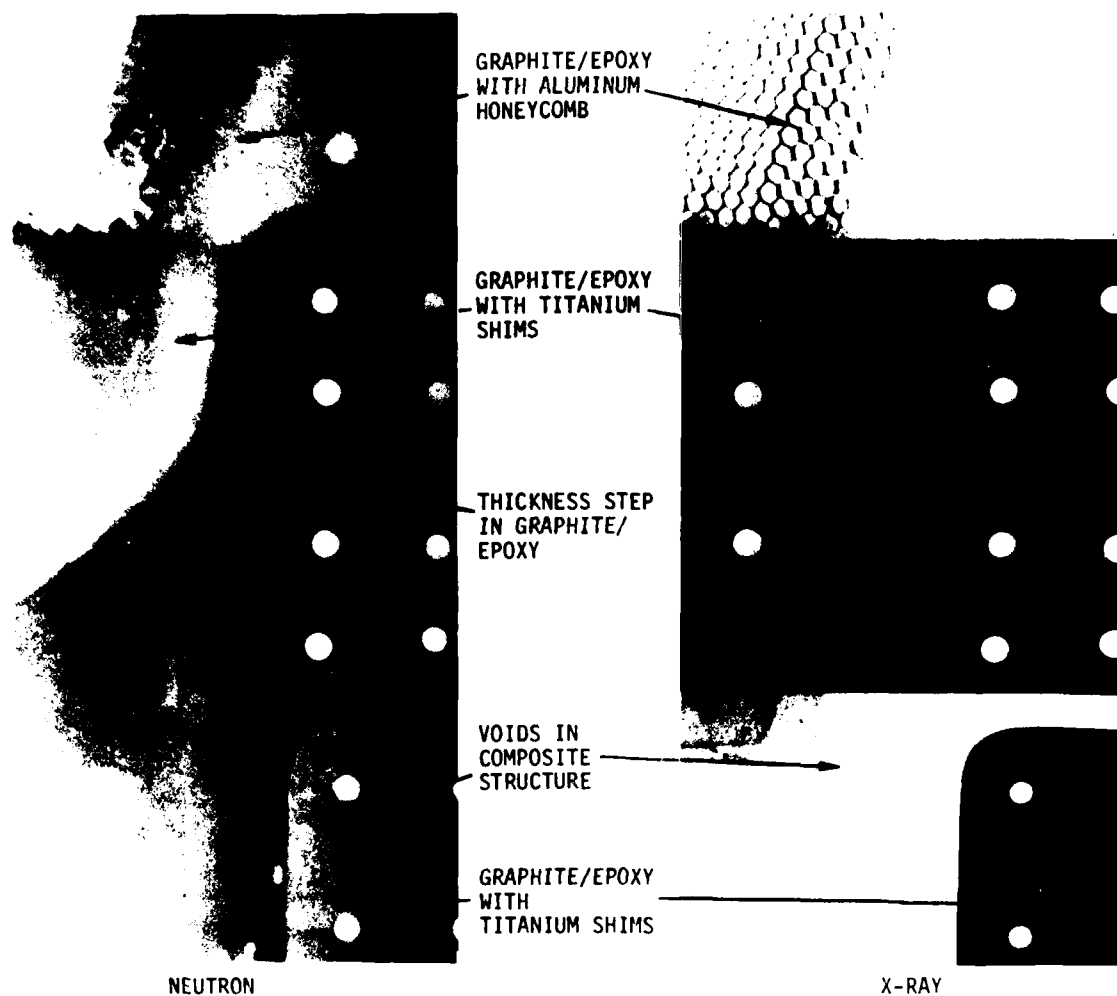 GRAPHITE/EPOXY
WITH ALUMINUM
HONEYCOMB
GRAPHITE/EPOXY
WITH TITANIUM
SHIMS
THICKNESS STEP
IN GRAPHITE/
EPOXY
VOIDS IN
COMPOSITE
STRUCTURE
GRAPHITE/EPOXY
WITH
TITANIUM SHIMS
NEUTRON
X-RAY